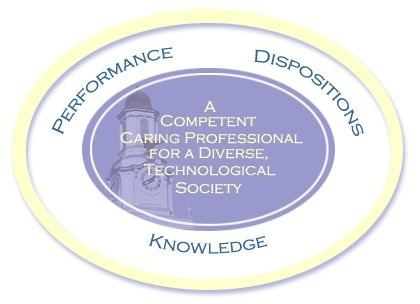 PERFORMANCE
DISPOSITIONS
A
COMPETENT
CARING PROFESSIONAL
FOR A DIVERSE,
TECHNOLOGICAL
SOCIETY
KNOWLEDGE